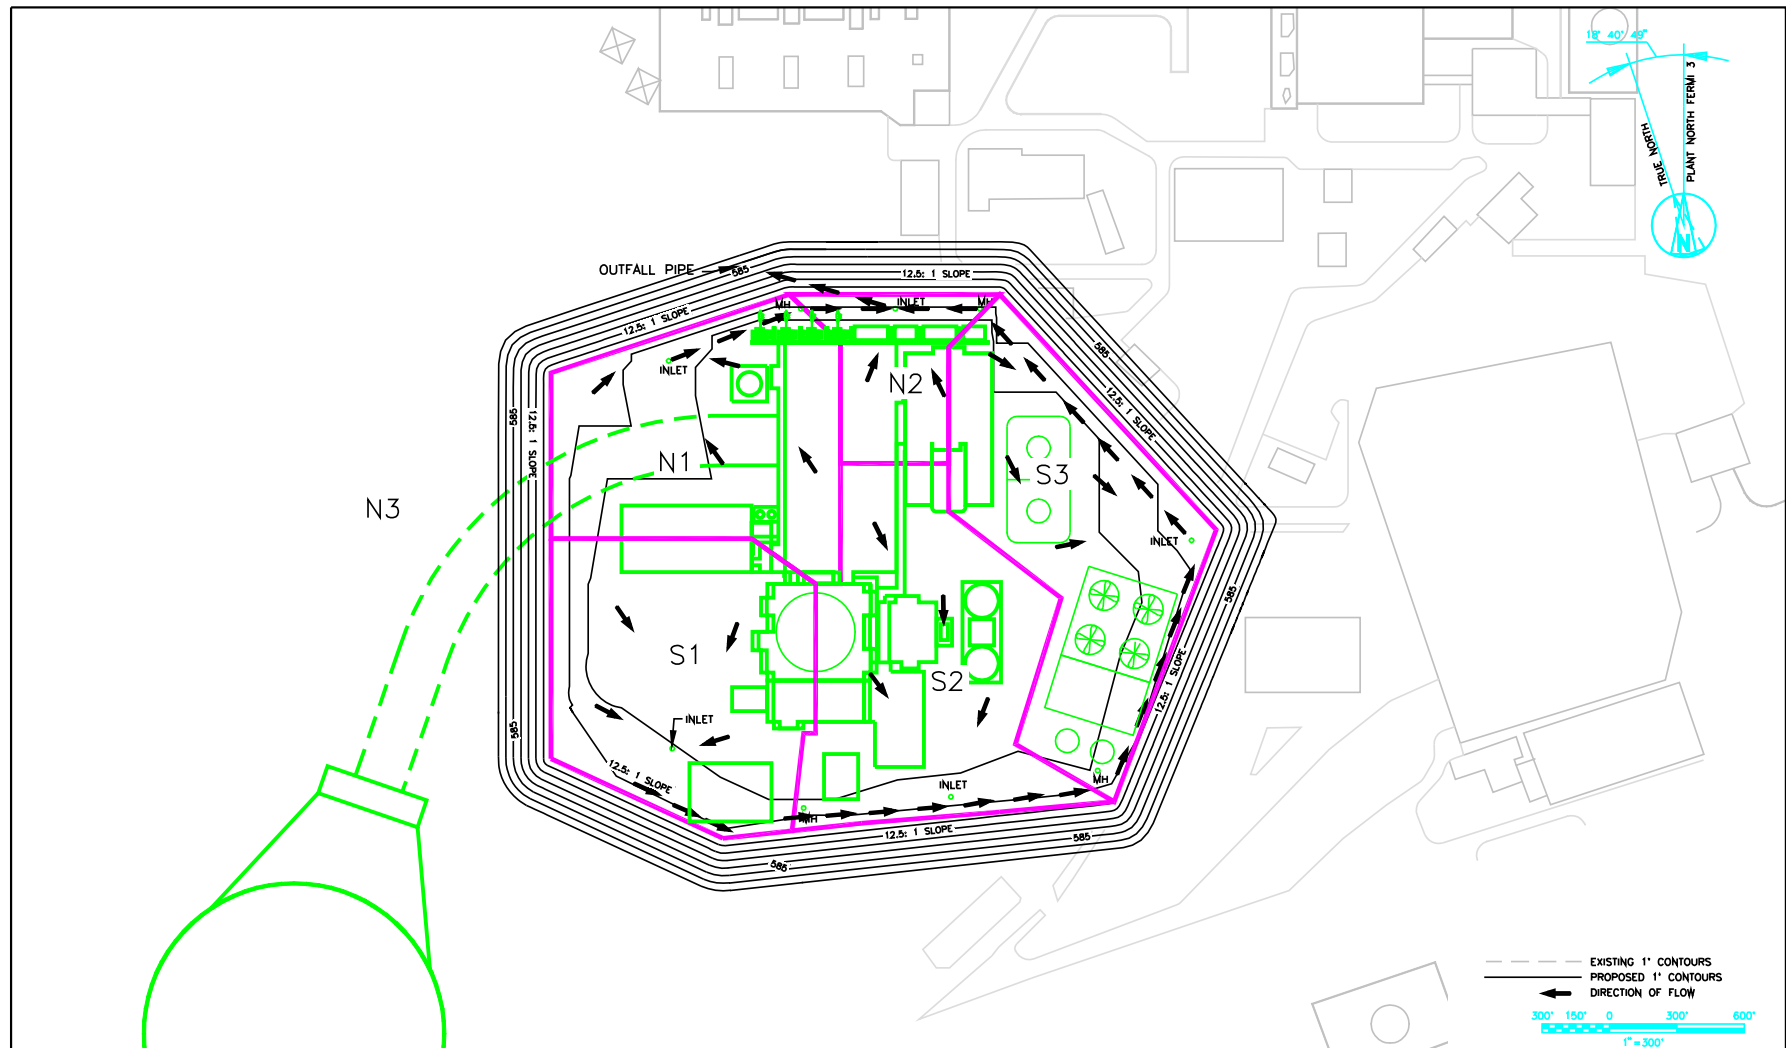 18° 40' 49"
PLANT NORTH FERMI 3
TRUE NORTH
N
OUTFALL PIPE
585
12.5: 1 SLOPE
12.5: 1 SLOPE
MH
INLET
MH
INLET
585
12.5: 1 SLOPE
N2
585
12.5: 1 SLOPE
N1
S3
N3
INLET
585
S1
S2
12.5: 1 SLOPE
INLET
585
12.5: 1 SLOPE
INLET
MH
MH
12.5: 1 SLOPE
585
585
EXISTING 1' CONTOURS
PROPOSED 1' CONTOURS
DIRECTION OF FLOW
300' 150' 0 300' 600'
1"=300'